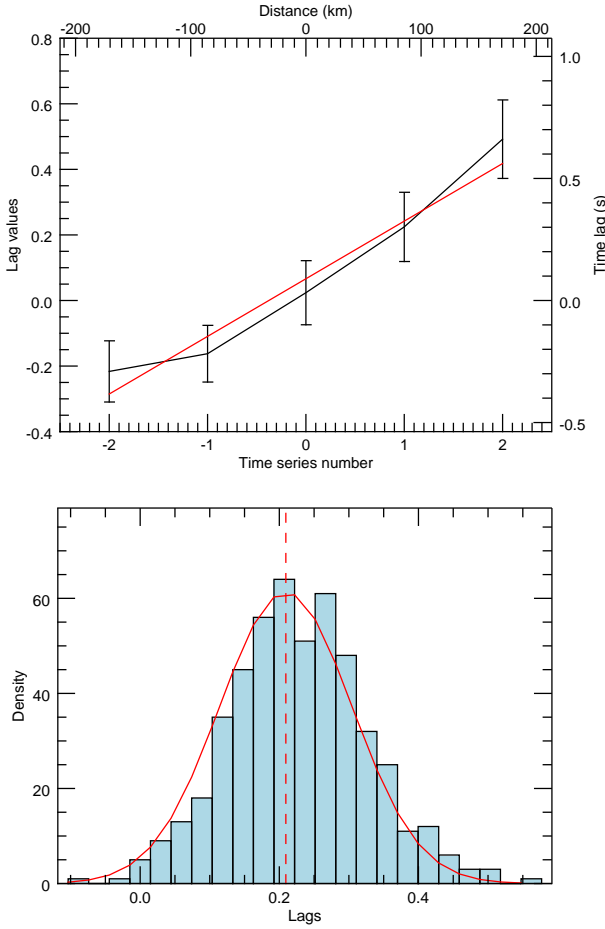 Distance (km)
-200 -100 0 100 200
0.8
0.6
0.4
0.2
0.0
-0.2
-0.4
Lag values
1.0
0.5
0.0
-0.5
Time lag (s)
-2 -1 0 1 2
Time series number
60
40
20
0
Density
0.0 0.2 0.4
Lags